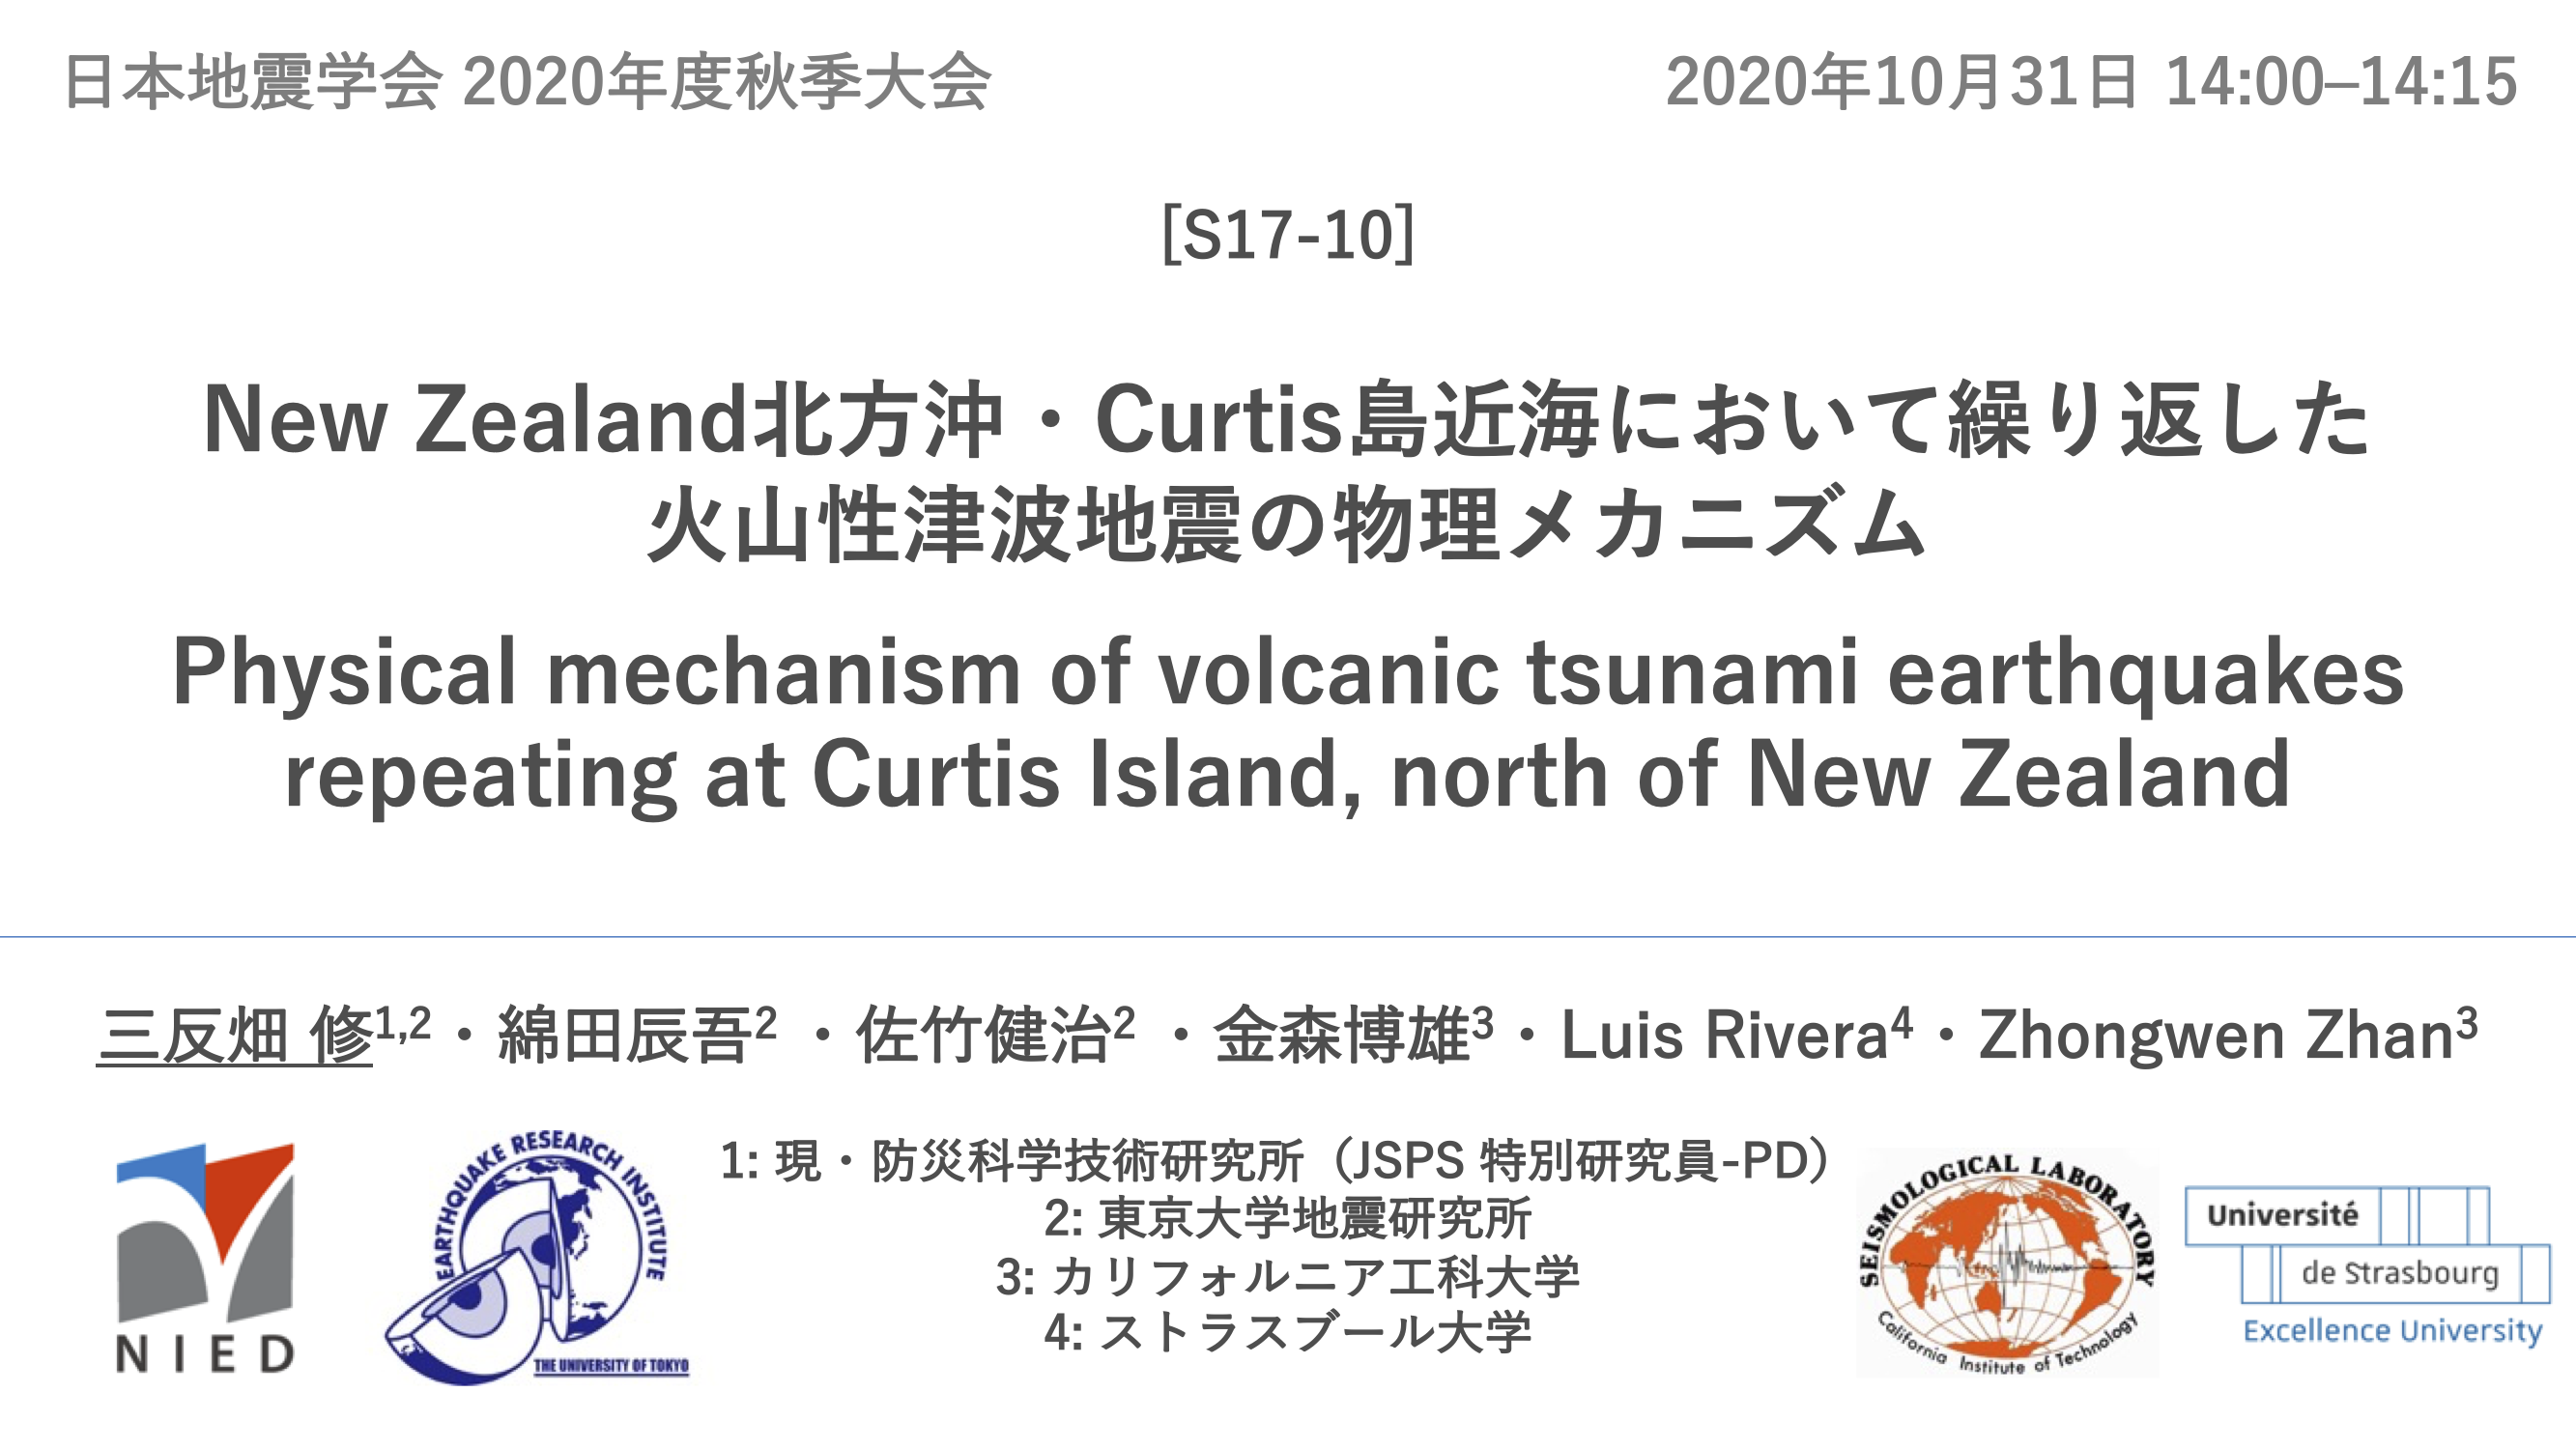 日本地震学会 2020年度秋季大会
2020年10月31日 14:00–14:15
[S17-10]
New Zealand北方沖・Curtis島近海において繰り返した
火山性津波地震の物理メカニズム
Physical mechanism of volcanic tsunami earthquakes
repeating at Curtis Island, north of New Zealand
三反畑 修1,2・綿田辰吾2 ・佐竹健治2 ・金森博雄3・Luis Rivera4・Zhongwen Zhan3
1: 現・防災科学技術研究所（JSPS 特別研究員-PD）
2: 東京大学地震研究所
3: カリフォルニア工科大学
4: ストラスブール大学
NIED
EARTHQUAKE RESEARCH INSTITUTE
THE UNIVERSITY OF TOKYO
SEISMOLOGICAL LABORATORY
California Institute of Technology
Université
de Strasbourg
Excellence University